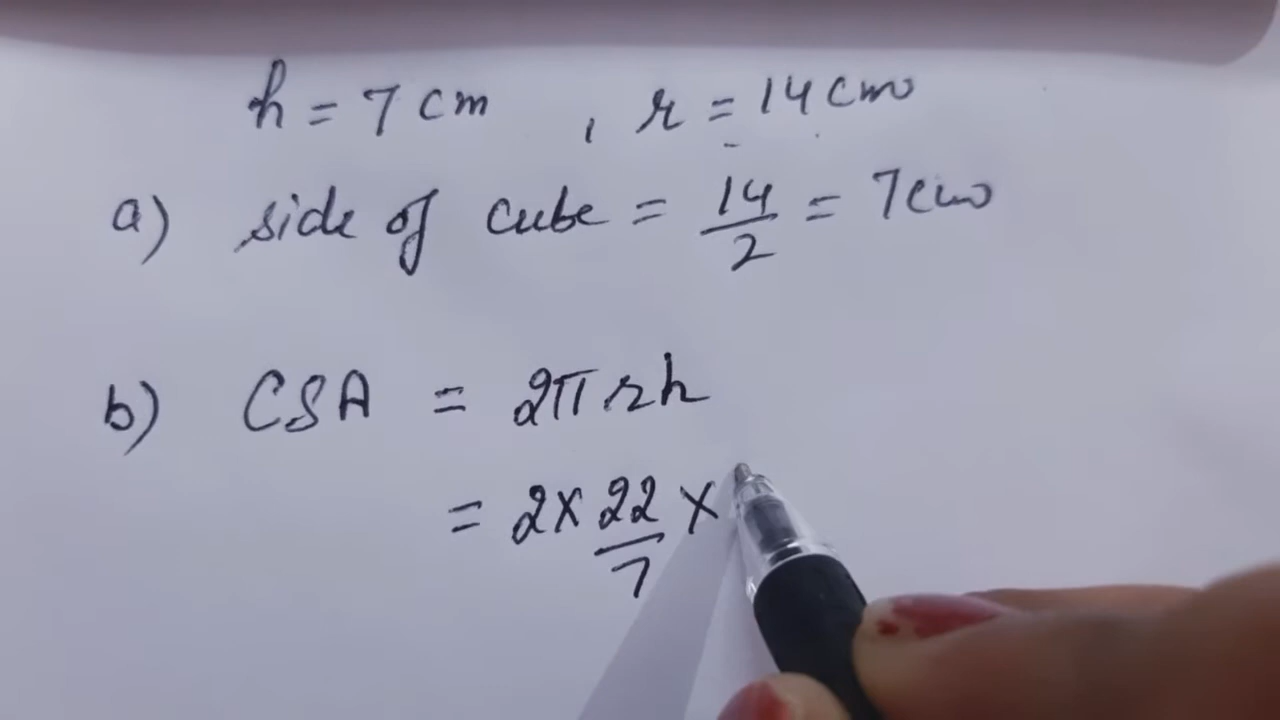 h = 7 cm , r = 14 cm
a) side of cube = 14/2 = 7cm
b) CSA = 2πrh
= 2 × 22/7 ×